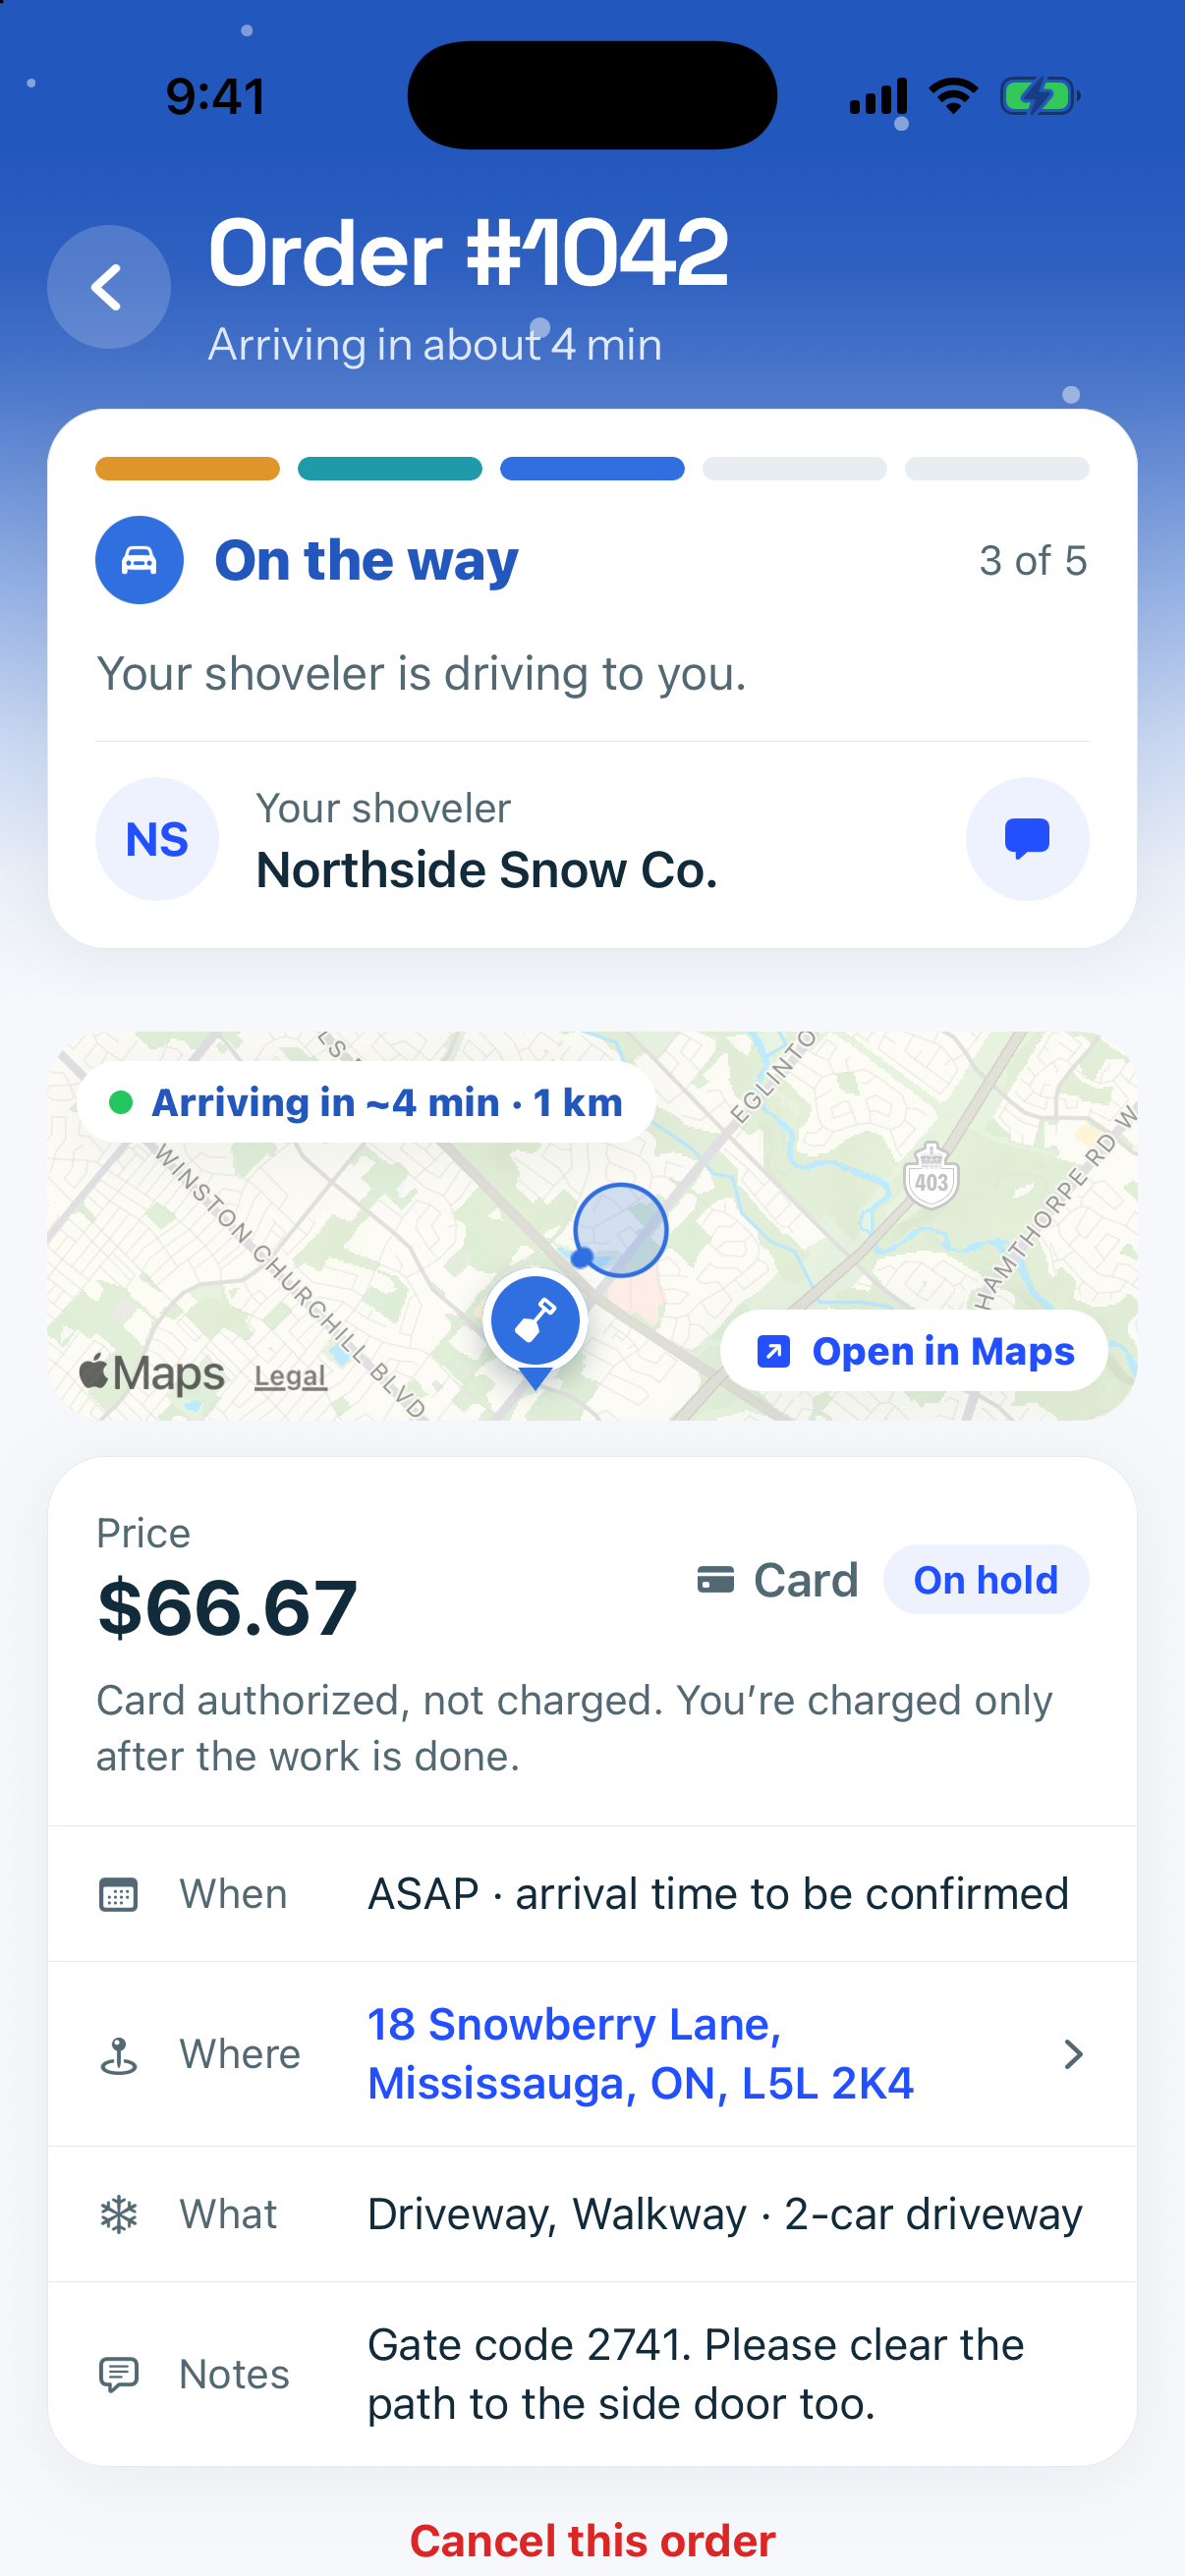 9:41
Order #1042
Arriving in about 4 min
On the way
3 of 5
Your shoveler is driving to you.
NS
Your shoveler
Northside Snow Co.
Arriving in ~4 min · 1 km
EGLINTO
WINSTON CHURCHILL BLVD
403
HAMTHORPE RD W
Maps
Legal
Open in Maps
Price
$66.67
Card
On hold
Card authorized, not charged. You’re charged only
after the work is done.
When
ASAP · arrival time to be confirmed
Where
18 Snowberry Lane,
Mississauga, ON, L5L 2K4
What
Driveway, Walkway · 2-car driveway
Notes
Gate code 2741. Please clear the
path to the side door too.
Cancel this order